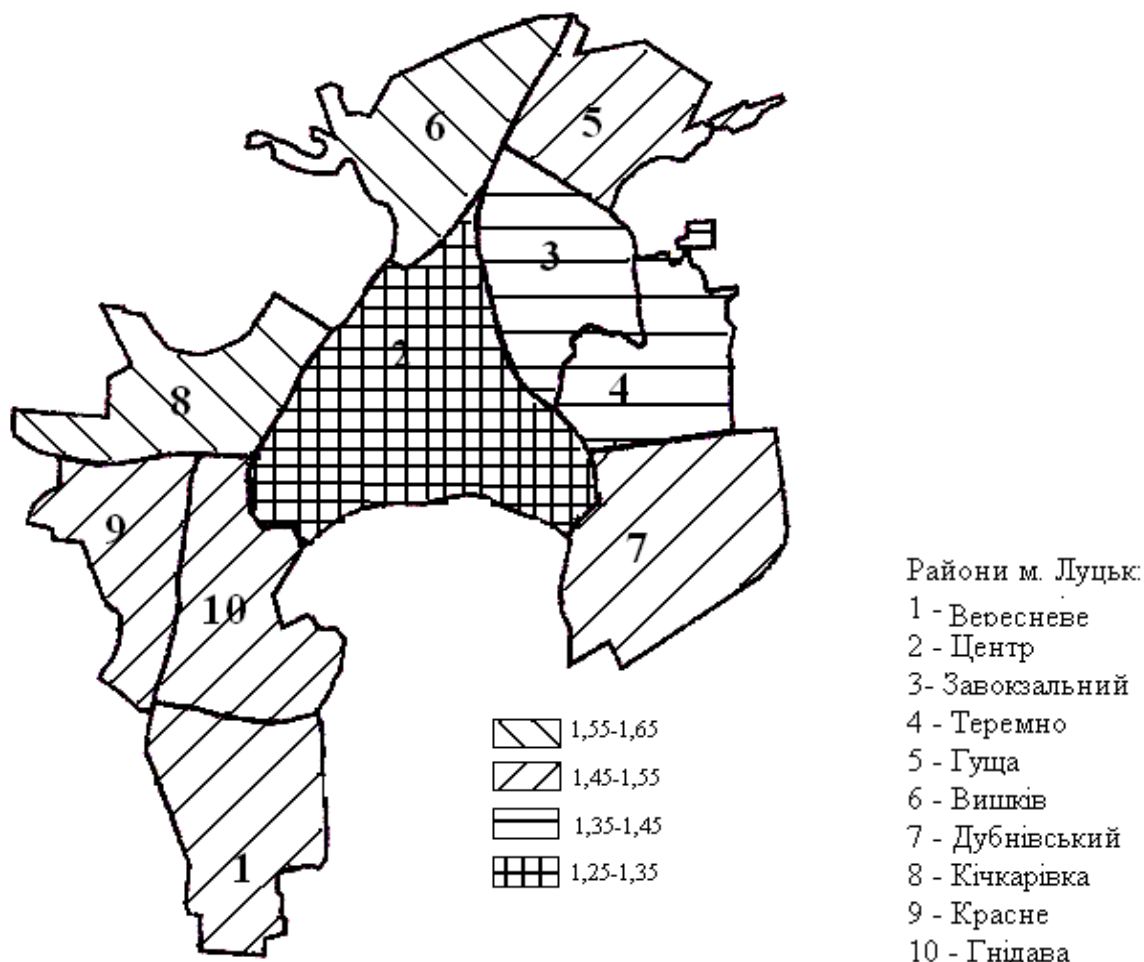 6
5
3
2
4
8
9
7
10
1
1,55-1,65
1,45-1,55
1,35-1,45
1,25-1,35
Райони м. Луцьк:
1 - Вересневе
2 - Центр
3- Завокзальний
4 - Теремно
5 - Гуща
6 - Вишків
7 - Дубнівський
8 - Кічкарівка
9 - Красне
10 - Гнідава